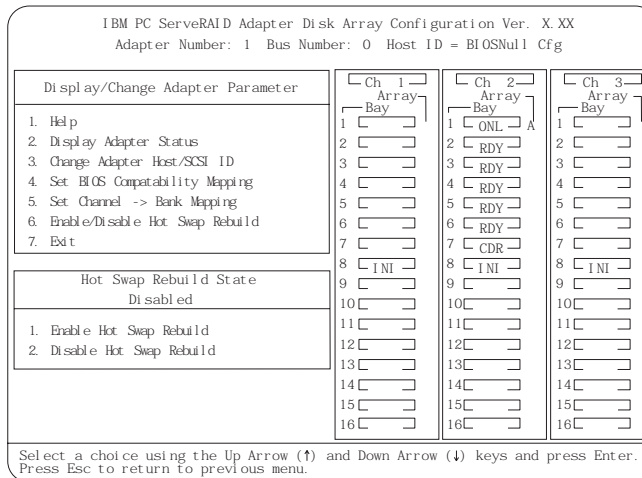 IBM PC ServeRAID Adapter Disk Array Configuration Ver. X.XX
Adapter Number: 1 Bus Number: 0 Host ID = BIOSNull Cfg
Display/Change Adapter Parameter
1. Help
2. Display Adapter Status
3. Change Adapter Host/SCSI ID
4. Set BIOS Compatability Mapping
5. Set Channel -> Bank Mapping
6. Enable/Disable Hot Swap Rebuild
7. Exit
Hot Swap Rebuild State
Disabled
1. Enable Hot Swap Rebuild
2. Disable Hot Swap Rebuild
Ch 1
Array
Bay
1
2
3
4
5
6
7
8 INI
9
10
11
12
13
14
15
16
Ch 2
Array
Bay
1 ONL A
2 RDY
3 RDY
4 RDY
5 RDY
6 RDY
7 CDR
8 INI
9
10
11
12
13
14
15
16
Ch 3
Array
Bay
1
2
3
4
5
6
7
8 INI
9
10
11
12
13
14
15
16
Select a choice using the Up Arrow (↑) and Down Arrow (↓) keys and press Enter.
Press Esc to return to previous menu.